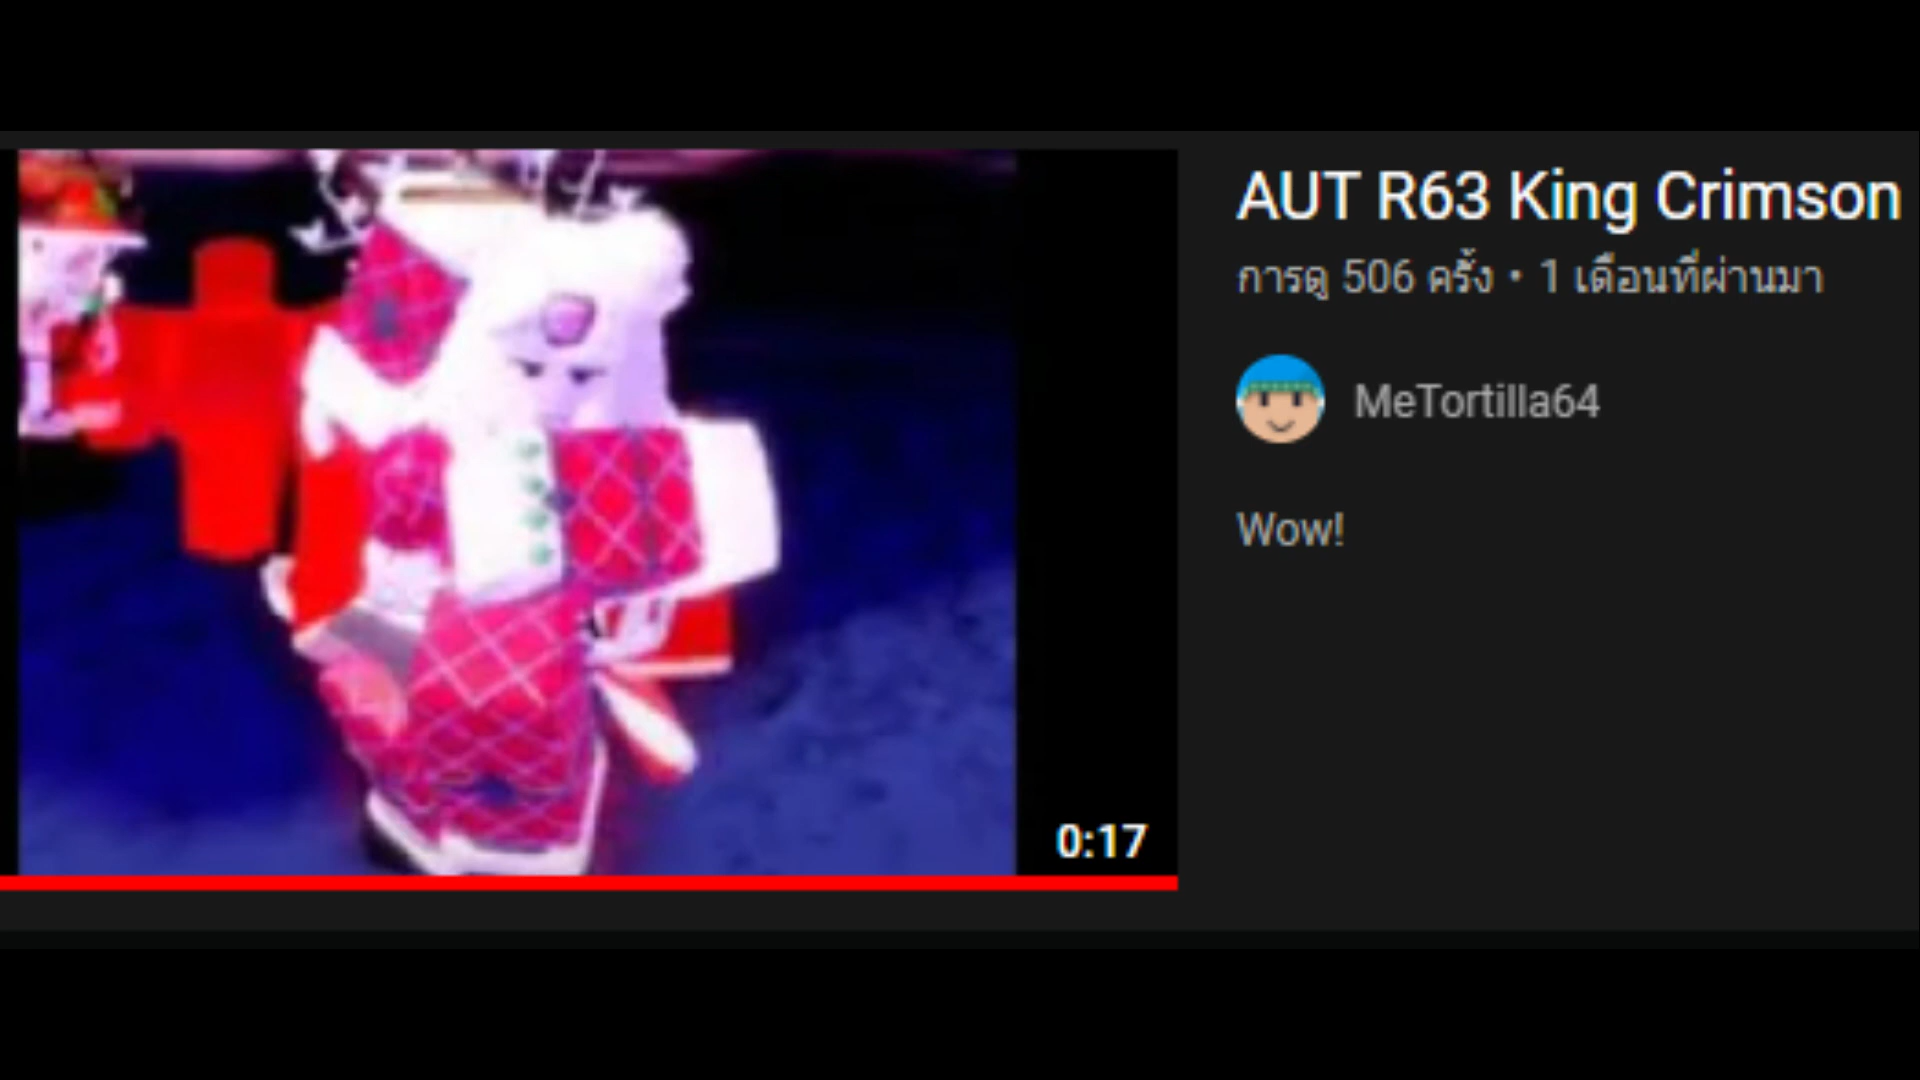 AUT R63 King Crimson
การดู 506 ครั้ง • 1 เดือนที่ผ่านมา
MeTortilla64
Wow!
0:17